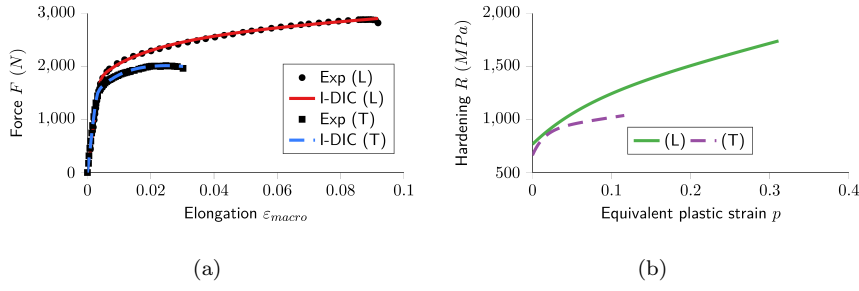 3,000
2,000
1,000
0
0
0.02
0.04
0.06
0.08
0.1
Force F (N)
Elongation ε_macro
Exp (L)
I-DIC (L)
Exp (T)
I-DIC (T)
(a)
2,000
1,500
1,000
500
0
0.1
0.2
0.3
0.4
Hardening R (MPa)
Equivalent plastic strain p
(L) (T)
(b)